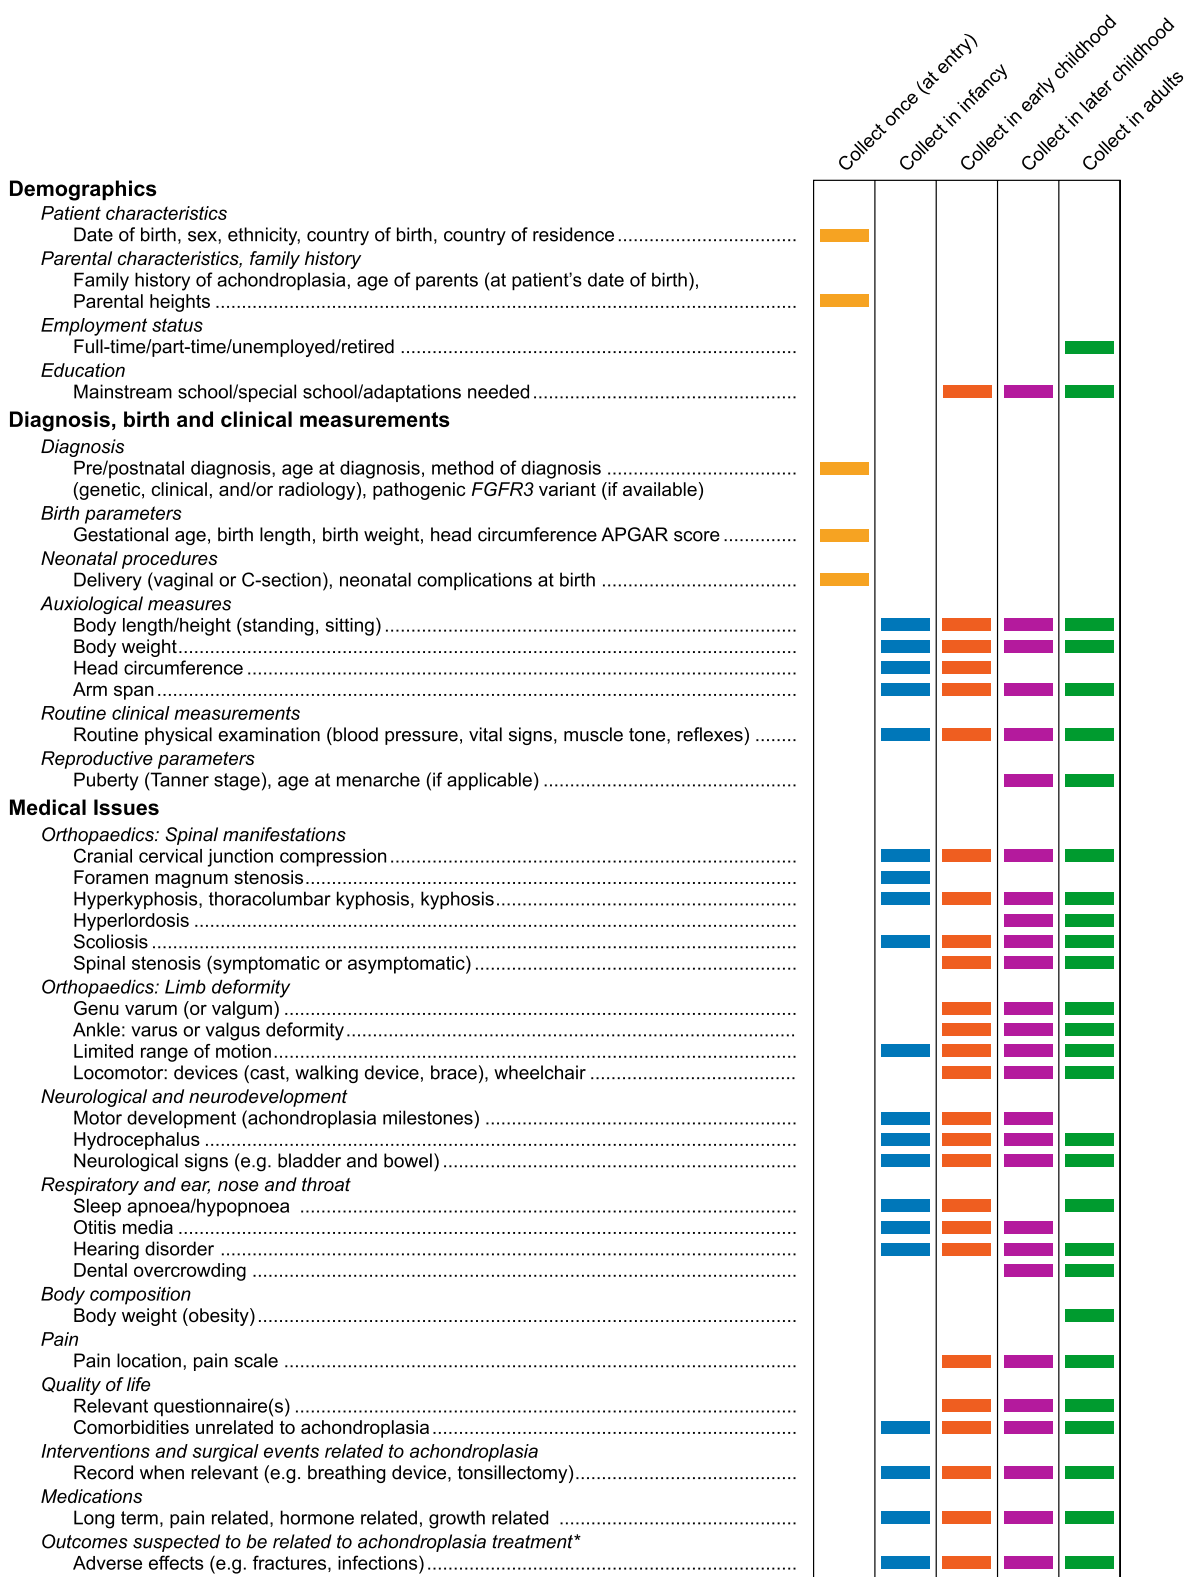 Collect once (at entry)
Collect in infancy
Collect in early childhood
Collect in later childhood
Collect in adults
Demographics
Patient characteristics
Date of birth, sex, ethnicity, country of birth, country of residence
Parental characteristics, family history
Family history of achondroplasia, age of parents (at patient’s date of birth),
Parental heights
Employment status
Full-time/part-time/unemployed/retired
Education
Mainstream school/special school/adaptations needed
Diagnosis, birth and clinical measurements
Diagnosis
Pre/postnatal diagnosis, age at diagnosis, method of diagnosis
(genetic, clinical, and/or radiology), pathogenic FGFR3 variant (if available)
Birth parameters
Gestational age, birth length, birth weight, head circumference APGAR score
Neonatal procedures
Delivery (vaginal or C-section), neonatal complications at birth
Auxiological measures
Body length/height (standing, sitting)
Body weight
Head circumference
Arm span
Routine clinical measurements
Routine physical examination (blood pressure, vital signs, muscle tone, reflexes)
Reproductive parameters
Puberty (Tanner stage), age at menarche (if applicable)
Medical Issues
Orthopaedics: Spinal manifestations
Cranial cervical junction compression
Foramen magnum stenosis
Hyperkyphosis, thoracolumbar kyphosis, kyphosis
Hyperlordosis
Scoliosis
Spinal stenosis (symptomatic or asymptomatic)
Orthopaedics: Limb deformity
Genu varum (or valgum)
Ankle: varus or valgus deformity
Limited range of motion
Locomotor: devices (cast, walking device, brace), wheelchair
Neurological and neurodevelopment
Motor development (achondroplasia milestones)
Hydrocephalus
Neurological signs (e.g. bladder and bowel)
Respiratory and ear, nose and throat
Sleep apnoea/hypopnoea
Otitis media
Hearing disorder
Dental overcrowding
Body composition
Body weight (obesity)
Pain
Pain location, pain scale
Quality of life
Relevant questionnaire(s)
Comorbidities unrelated to achondroplasia
Interventions and surgical events related to achondroplasia
Record when relevant (e.g. breathing device, tonsillectomy)
Medications
Long term, pain related, hormone related, growth related
Outcomes suspected to be related to achondroplasia treatment*
Adverse effects (e.g. fractures, infections)